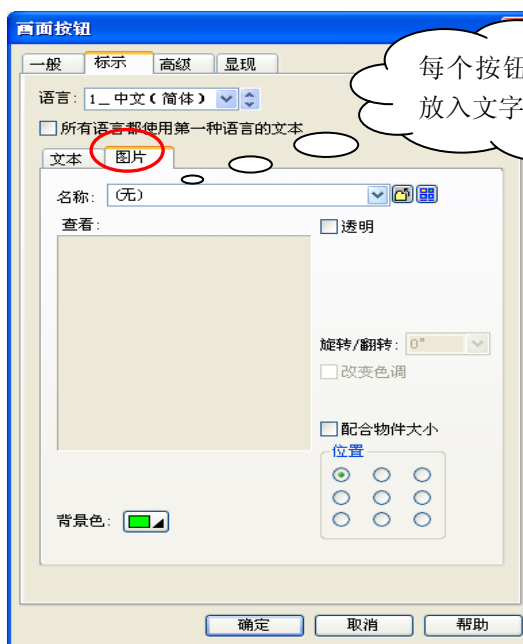 画面按钮
一般 标示 高级 显现
每个按钮
放入文字
语言: 1_中文(简体)
所有语言都使用第一种语言的文本
文本 图片
名称: (无)
查看:
透明
旋转/翻转: 0°
改变色调
配合物件大小
位置
背景色:
确定 取消 帮助